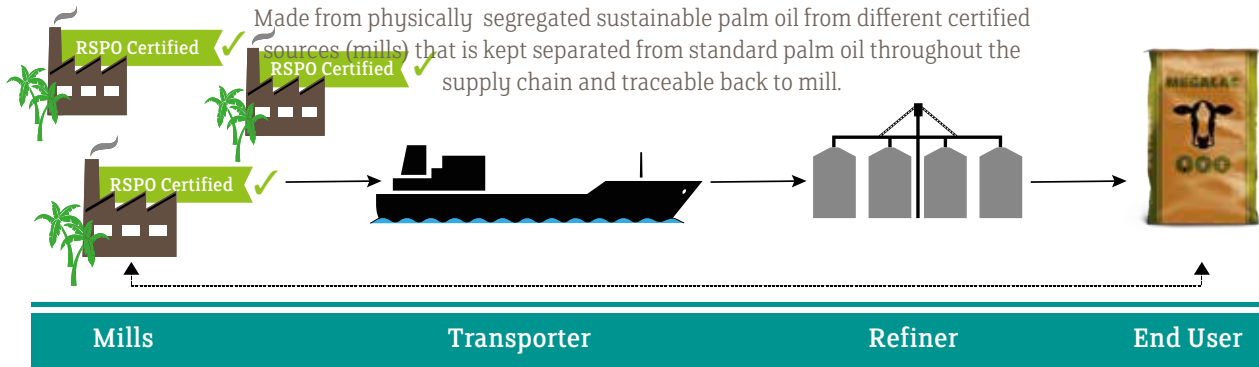 Made from physically segregated sustainable palm oil from different certified
sources (mills) that is kept separated from standard palm oil throughout the
supply chain and traceable back to mill.
RSPO Certified
RSPO Certified
RSPO Certified
MEGALAC
Mills
Transporter
Refiner
End User